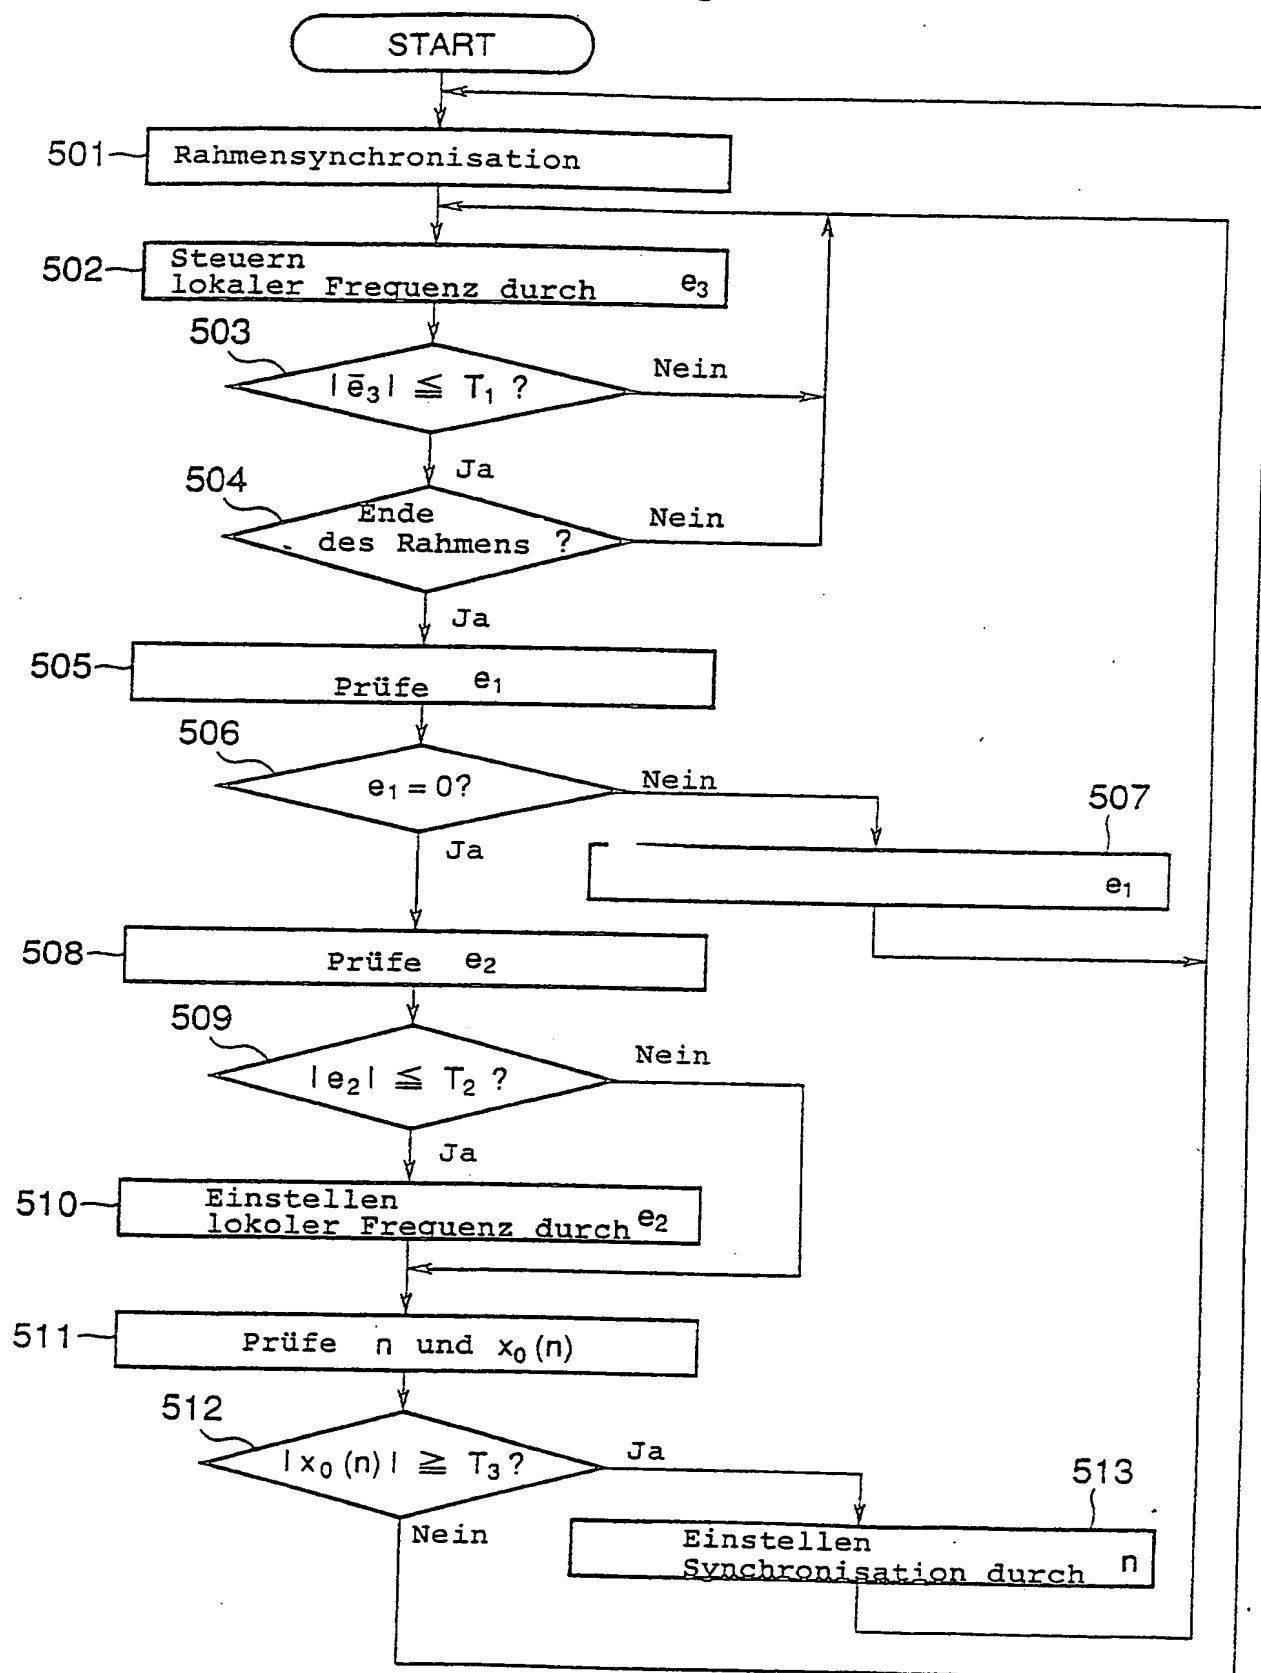 START
501
Rahmensynchronisation
502
Steuern
lokaler Frequenz durch e₃
503
|e̅₃| ≦ T₁ ?
Nein
Ja
504
Ende
des Rahmens ?
Nein
Ja
505
Prüfe e₁
506
e₁ = 0?
Nein
Ja
507
e₁
508
Prüfe e₂
509
|e₂| ≦ T₂ ?
Nein
Ja
510
Einstellen
lokoler Frequenz durch e₂
511
Prüfe n und x₀(n)
512
|x₀(n)| ≧ T₃?
Ja
Nein
513
Einstellen
Synchronisation durch n